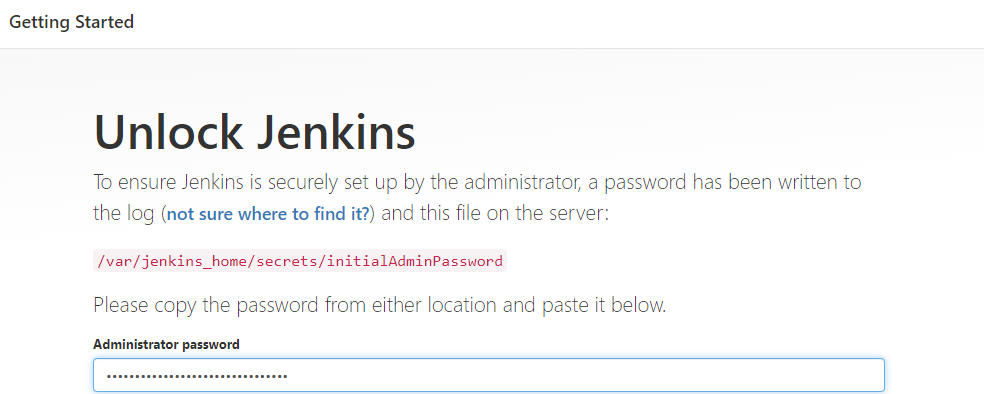 Getting Started
Unlock Jenkins
To ensure Jenkins is securely set up by the administrator, a password has been written to
the log (not sure where to find it?) and this file on the server:
/var/jenkins_home/secrets/initialAdminPassword
Please copy the password from either location and paste it below.
Administrator password
••••••••••••••••••••••••••••••••